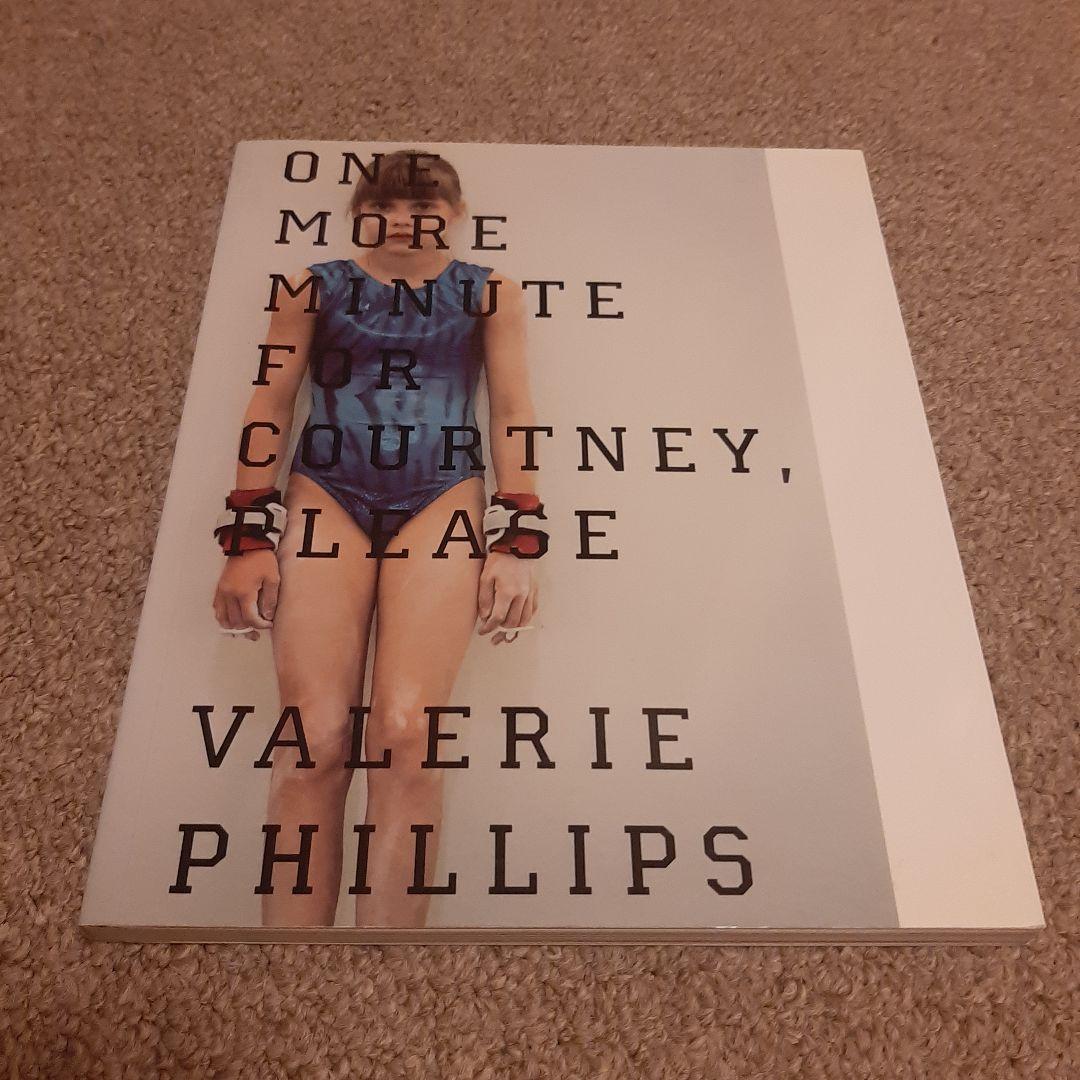 ONE
MORE
MINUTE
FOR
COURTNEY,
PLEASE
VALERIE
PHILLIPS